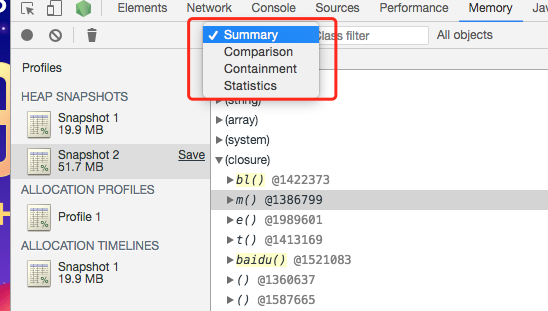 Elements Network Console Sources Performance Memory
Summary
Comparison
Containment
Statistics
Class filter
All objects
Profiles
HEAP SNAPSHOTS
Snapshot 1
19.9 MB
Snapshot 2 Save
51.7 MB
ALLOCATION PROFILES
Profile 1
ALLOCATION TIMELINES
Snapshot 1
19.9 MB
(string)
(array)
(system)
(closure)
bl() @1422373
m() @1386799
e() @1989601
t() @1413169
baidu() @1521083
() @1360637
() @1587665